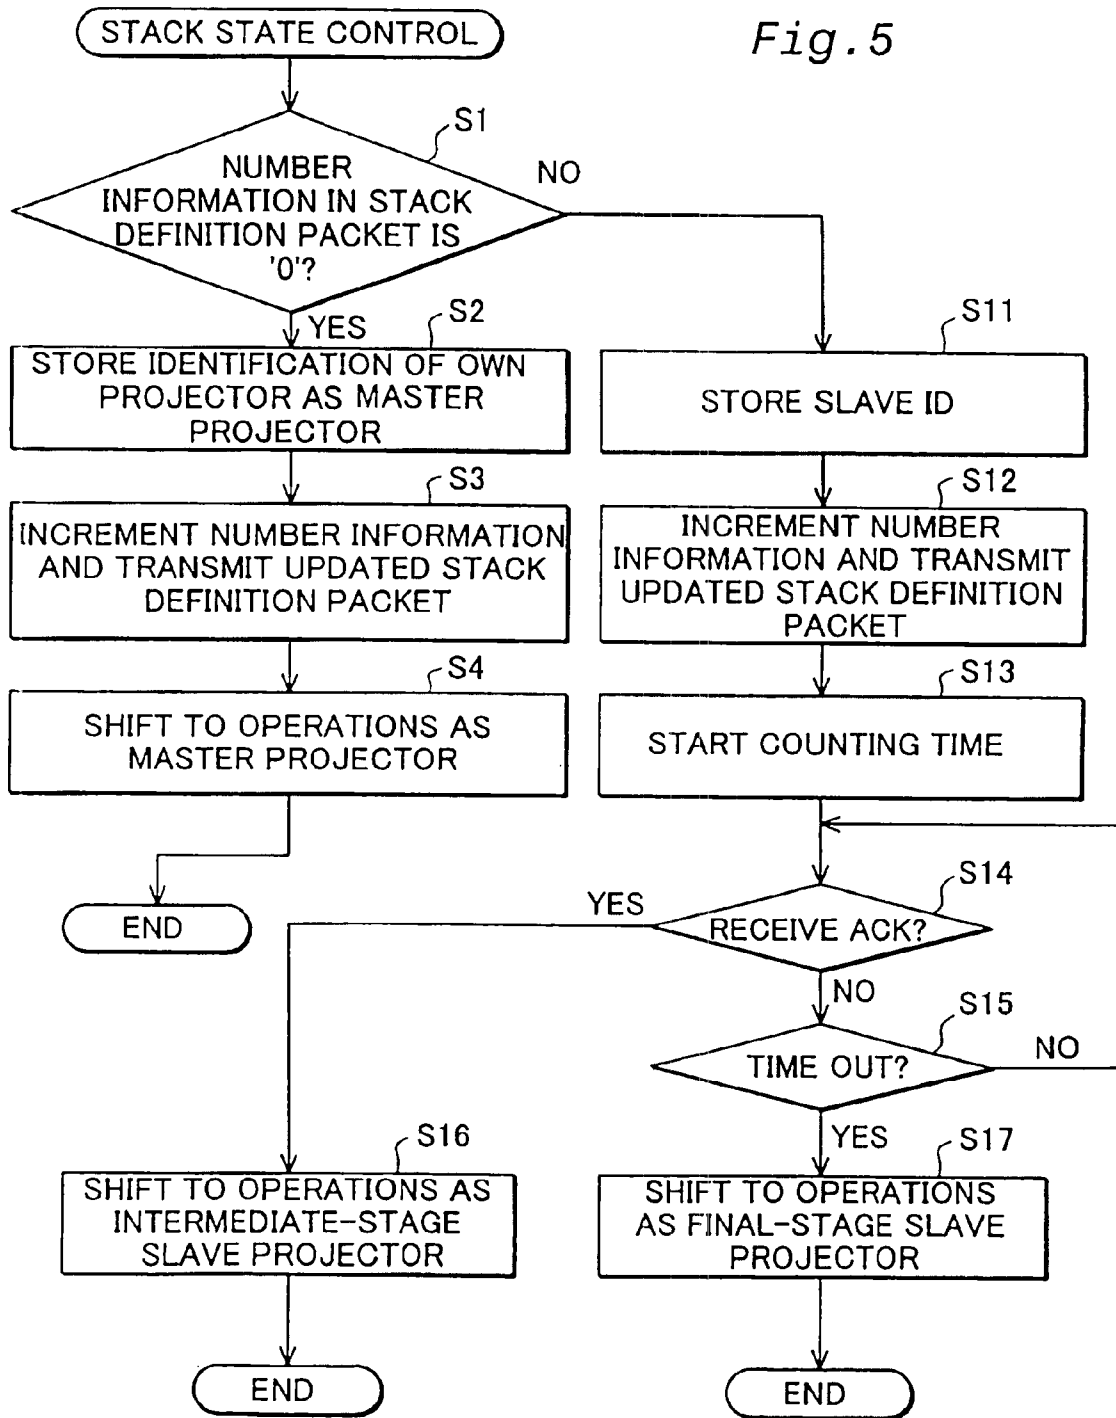 STACK STATE CONTROL
Fig.5
S1
NUMBER
INFORMATION IN STACK
DEFINITION PACKET IS
'0'?
NO
YES
S2
STORE IDENTIFICATION OF OWN
PROJECTOR AS MASTER
PROJECTOR
S3
INCREMENT NUMBER INFORMATION
AND TRANSMIT UPDATED STACK
DEFINITION PACKET
S4
SHIFT TO OPERATIONS AS
MASTER PROJECTOR
END
S11
STORE SLAVE ID
S12
INCREMENT NUMBER
INFORMATION AND TRANSMIT
UPDATED STACK DEFINITION
PACKET
S13
START COUNTING TIME
S14
RECEIVE ACK?
YES
NO
S15
TIME OUT?
NO
YES
S16
SHIFT TO OPERATIONS AS
INTERMEDIATE-STAGE
SLAVE PROJECTOR
END
S17
SHIFT TO OPERATIONS
AS FINAL-STAGE SLAVE
PROJECTOR
END